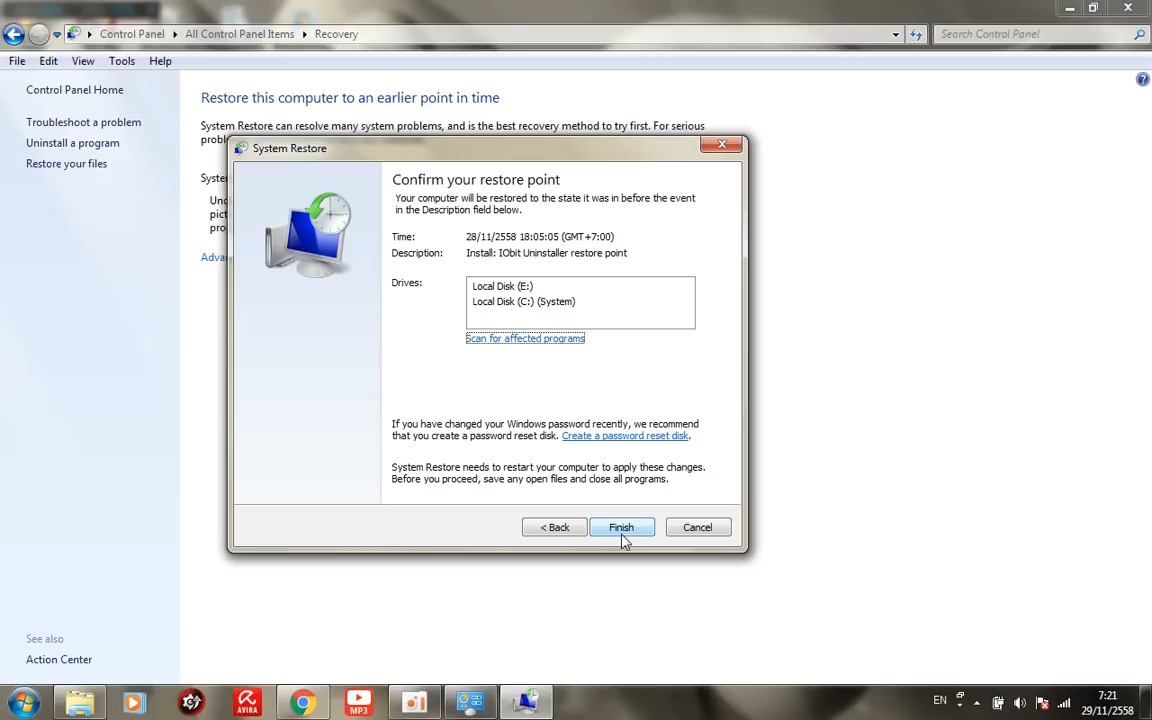 Control Panel
All Control Panel Items
Recovery
Search Control Panel
File Edit View Tools Help
Control Panel Home
Troubleshoot a problem
Uninstall a program
Restore your files
Restore this computer to an earlier point in time
System Restore can resolve many system problems, and is the best recovery method to try first. For serious
System Restore
Confirm your restore point
Your computer will be restored to the state it was in before the event
in the Description field below.
Time: 28/11/2558 18:05:05 (GMT+7:00)
Description: Install: IObit Uninstaller restore point
Drives:
Local Disk (E:)
Local Disk (C:) (System)
Scan for affected programs
If you have changed your Windows password recently, we recommend
that you create a password reset disk. Create a password reset disk.
System Restore needs to restart your computer to apply these changes.
Before you proceed, save any open files and close all programs.
< Back Finish Cancel
See also
Action Center
AVIRA
MP3
EN
7:21
29/11/2558